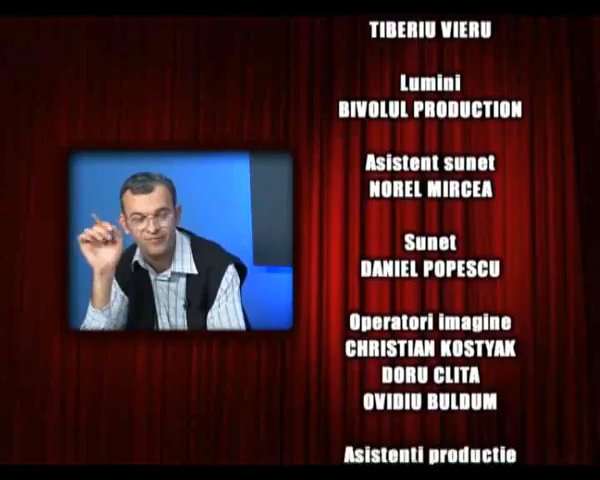 TIBERIU VIERU
Lumini
BIVOLUL PRODUCTION
Asistent sunet
NOREL MIRCEA
Sunet
DANIEL POPESCU
Operatori imagine
CHRISTIAN KOSTYAK
DORU CLITA
OVIDIU BULDUM
Asistenti productie